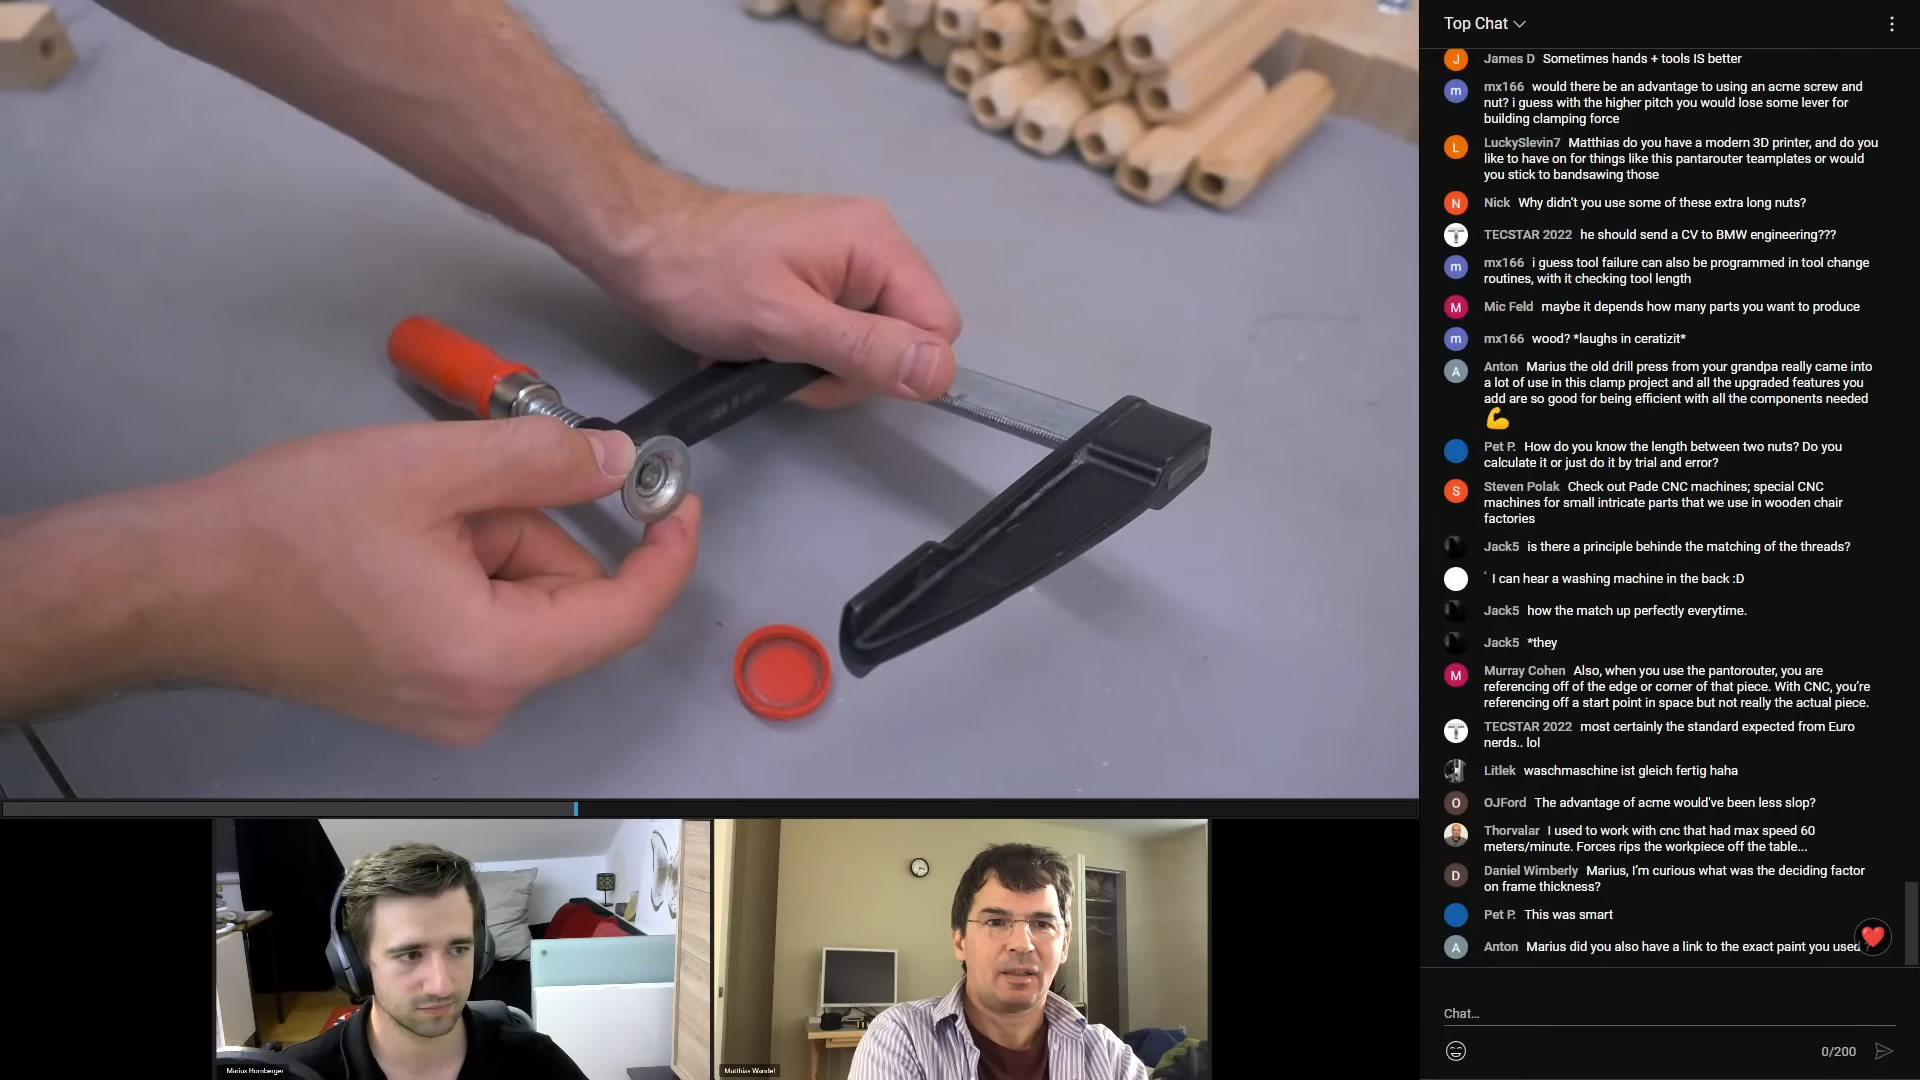 Top Chat
James D Sometimes hands + tools IS better
mx166 would there be an advantage to using an acme screw and
nut? i guess with the higher pitch you would lose some lever for
building clamping force
LuckySlevin7 Matthias do you have a modern 3D printer, and do you
like to have on for things like this pantarouter teamplates or would
you stick to bandsawing those
Nick Why didn't you use some of these extra long nuts?
TECSTAR 2022 he should send a CV to BMW engineering???
mx166 i guess tool failure can also be programmed in tool change
routines, with it checking tool length
Mic Feld maybe it depends how many parts you want to produce
mx166 wood? *laughs in ceratizit*
Anton Marius the old drill press from your grandpa really came into
a lot of use in this clamp project and all the upgraded features you
add are so good for being efficient with all the components needed
💪
Pet P. How do you know the length between two nuts? Do you
calculate it or just do it by trial and error?
Steven Polak Check out Pade CNC machines; special CNC
machines for small intricate parts that we use in wooden chair
factories
Jack5 is there a principle behinde the matching of the threads?
I can hear a washing machine in the back :D
Jack5 how the match up perfectly everytime.
Jack5 *they
Murray Cohen Also, when you use the pantorouter, you are
referencing off of the edge or corner of that piece. With CNC, you're
referencing off a start point in space but not really the actual piece.
TECSTAR 2022 most certainly the standard expected from Euro
nerds.. lol
Litlek waschmaschine ist gleich fertig haha
OJFord The advantage of acme would've been less slop?
Thorvalar I used to work with cnc that had max speed 60
meters/minute. Forces rips the workpiece off the table...
Daniel Wimberly Marius, I'm curious what was the deciding factor
on frame thickness?
Pet P. This was smart
Anton Marius did you also have a link to the exact paint you used ?
Chat...
0/200
Marius Hornberger
Matthias Wandel